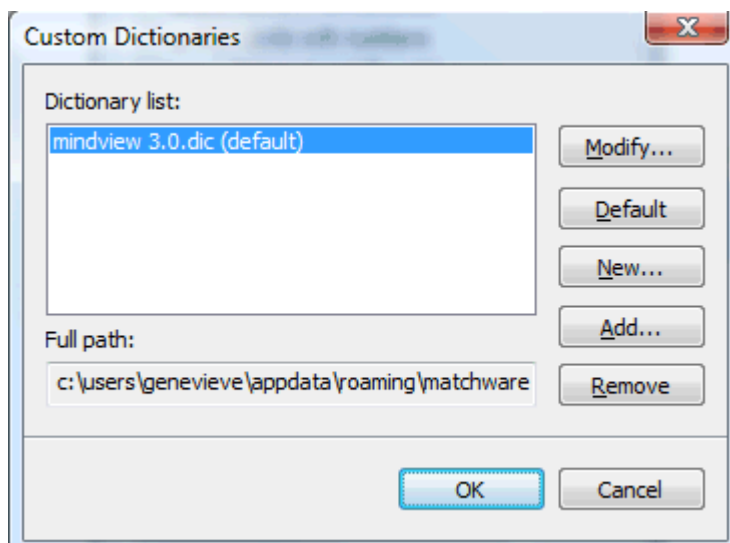 Custom Dictionaries
Dictionary list:
mindview 3.0.dic (default)
Modify...
Default
New...
Add...
Full path:
c:\users\genevieve\appdata\roaming\matchware
Remove
OK
Cancel